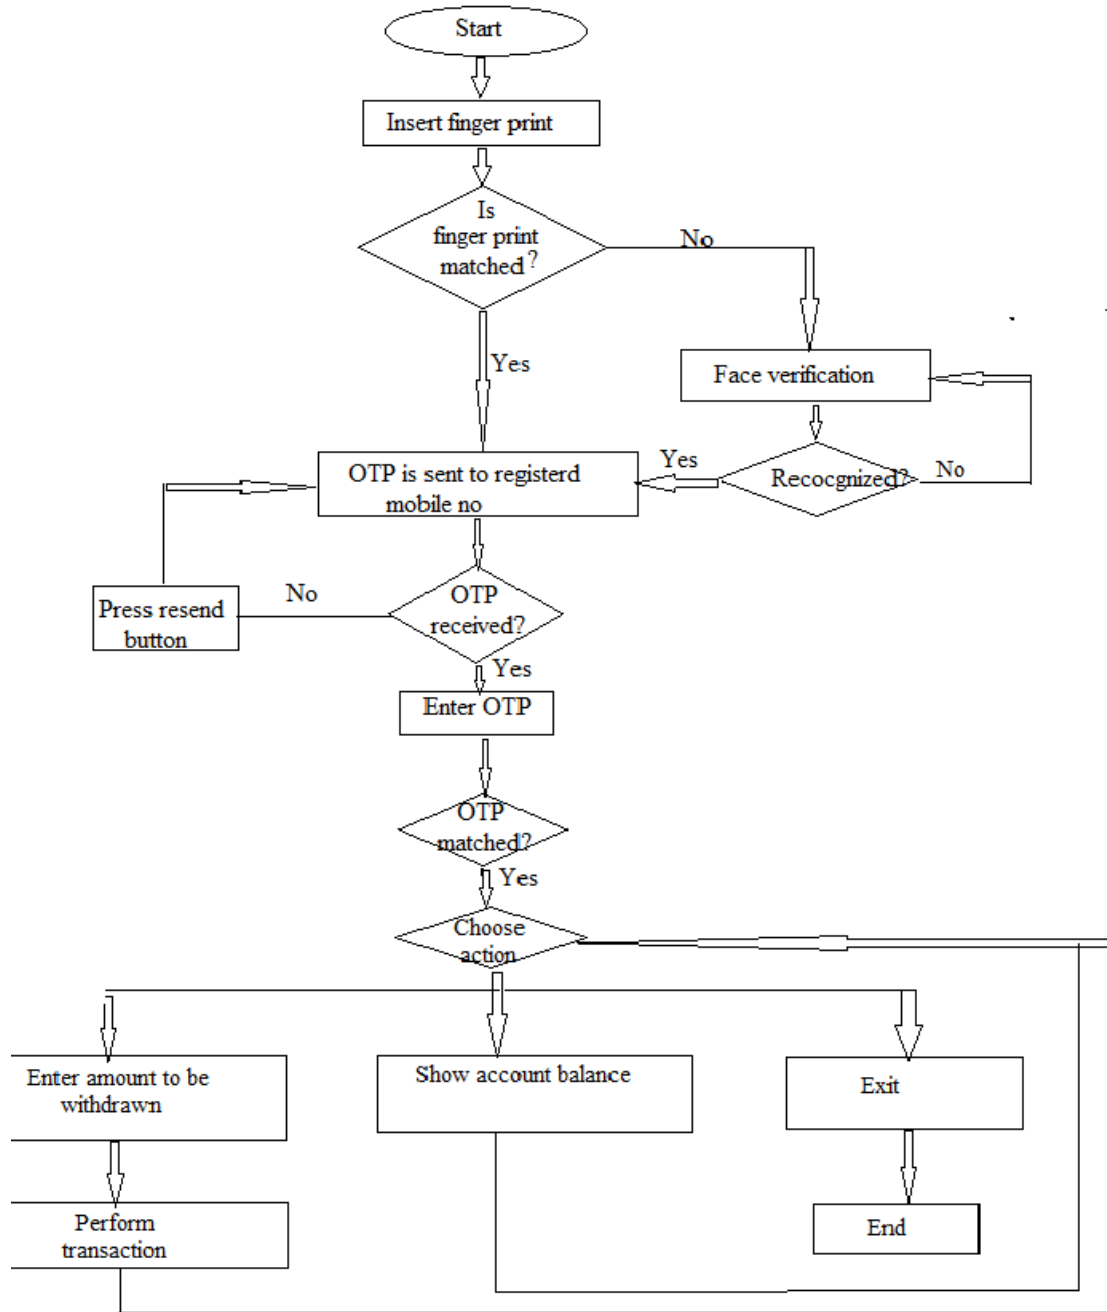 Start
Insert finger print
Is
finger print
matched?
No
Yes
Face verification
OTP is sent to registerd
mobile no
Yes
Recocgnized?
No
Press resend
button
No
OTP
received?
Yes
Enter OTP
OTP
matched?
Yes
Choose
action
Enter amount to be
withdrawn
Show account balance
Exit
Perform
transaction
End